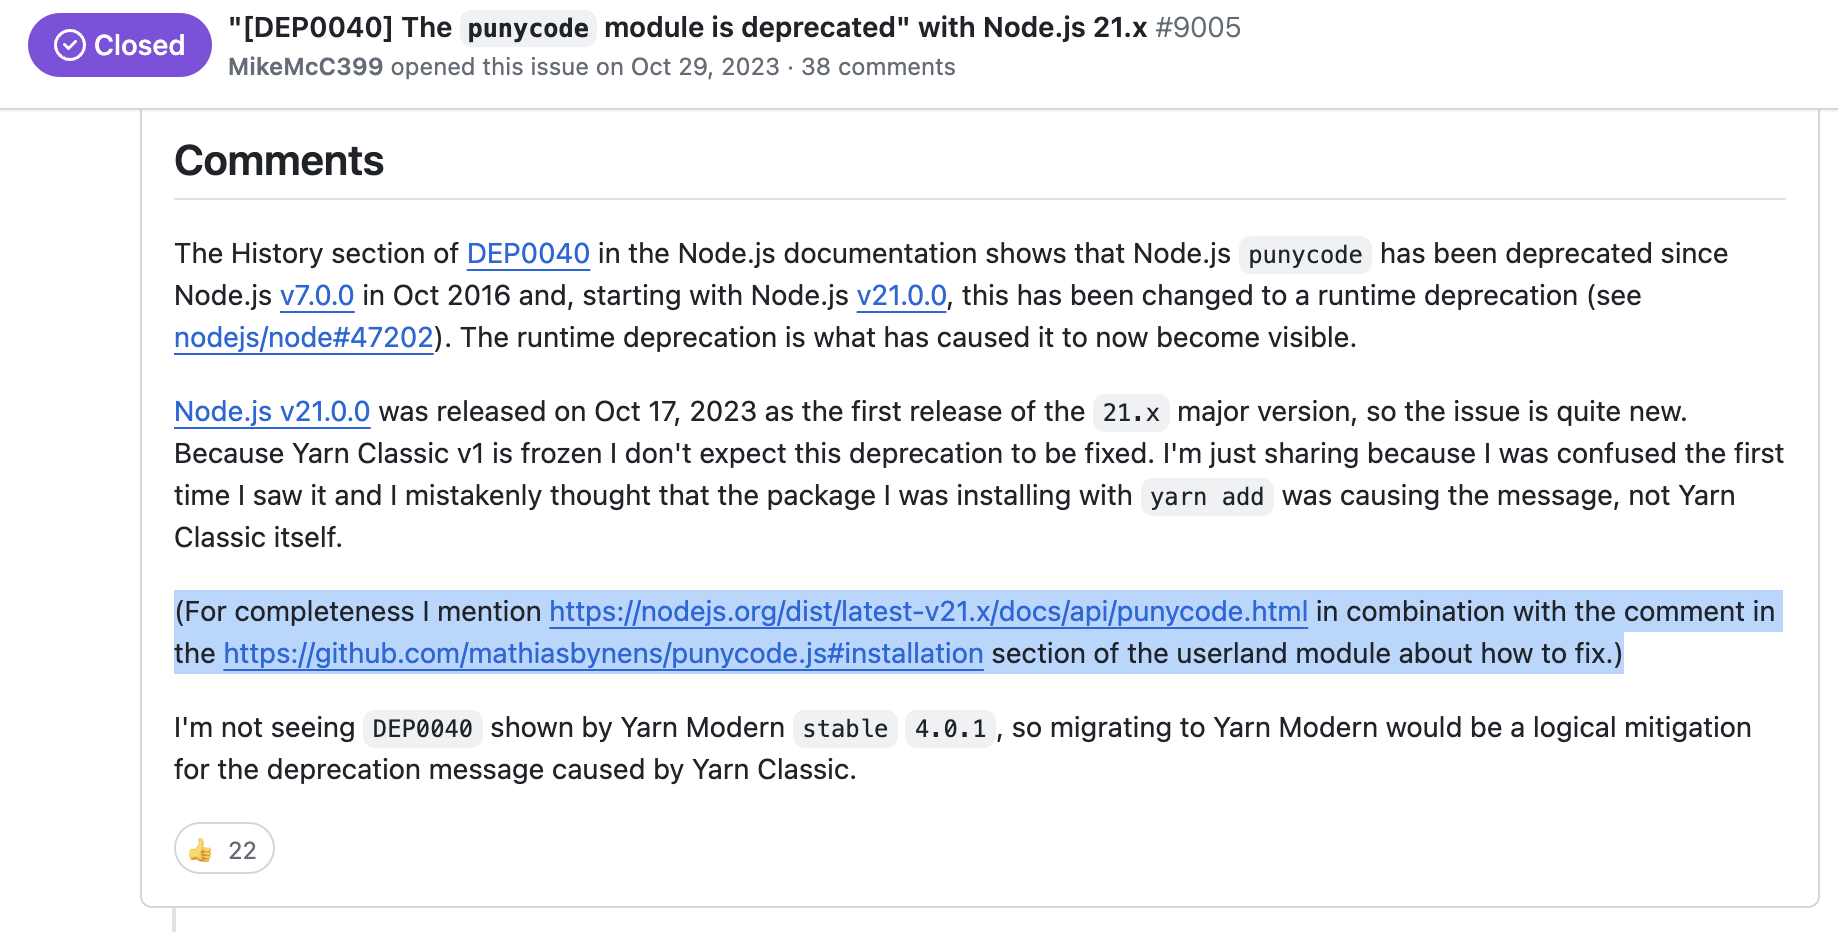 Closed
"[DEP0040] The punycode module is deprecated" with Node.js 21.x #9005
MikeMcC399 opened this issue on Oct 29, 2023 · 38 comments
Comments
The History section of DEP0040 in the Node.js documentation shows that Node.js punycode has been deprecated since
Node.js v7.0.0 in Oct 2016 and, starting with Node.js v21.0.0, this has been changed to a runtime deprecation (see
nodejs/node#47202). The runtime deprecation is what has caused it to now become visible.
Node.js v21.0.0 was released on Oct 17, 2023 as the first release of the 21.x major version, so the issue is quite new.
Because Yarn Classic v1 is frozen I don't expect this deprecation to be fixed. I'm just sharing because I was confused the first
time I saw it and I mistakenly thought that the package I was installing with yarn add was causing the message, not Yarn
Classic itself.
(For completeness I mention https://nodejs.org/dist/latest-v21.x/docs/api/punycode.html in combination with the comment in
the https://github.com/mathiasbynens/punycode.js#installation section of the userland module about how to fix.)
I'm not seeing DEP0040 shown by Yarn Modern stable 4.0.1, so migrating to Yarn Modern would be a logical mitigation
for the deprecation message caused by Yarn Classic.
👍 22